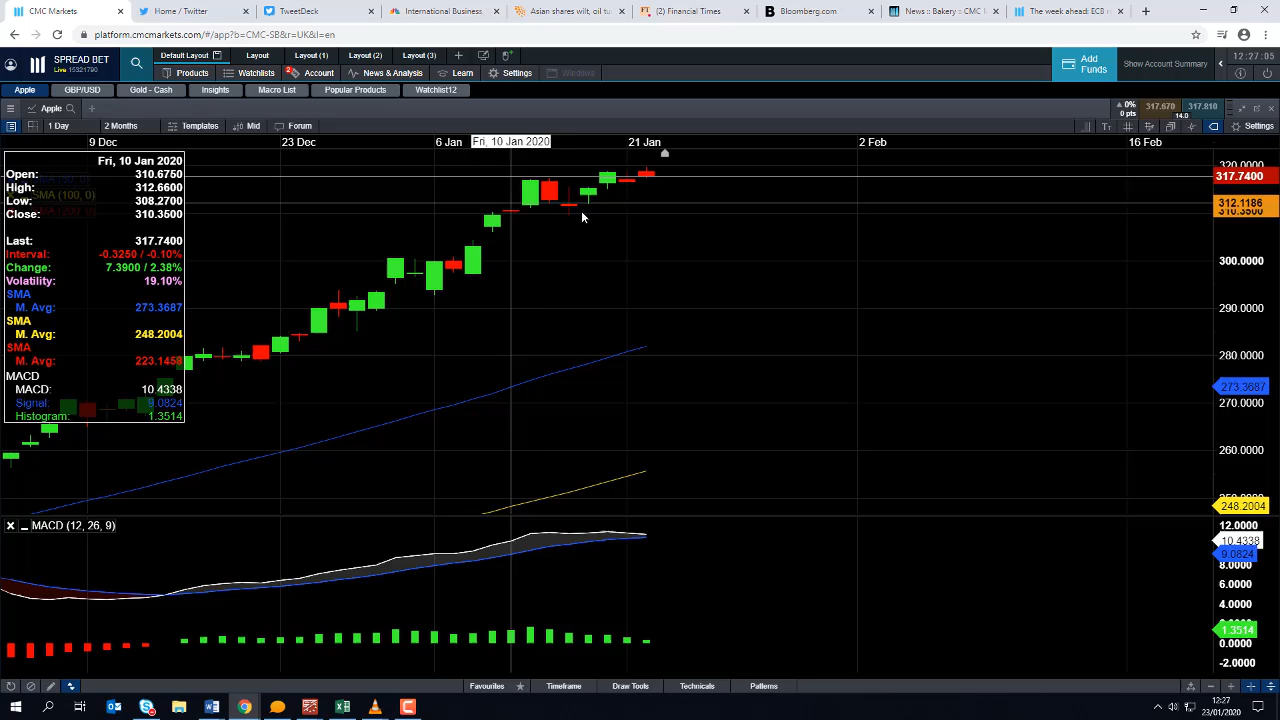 CMC Markets
Home / Twitter
TweetDeck
International Business
Asian shares wilt, oil tu
Financial Times
Bloomberg.com
News :: Bakery :: CMC M
The week ahead: ECB r
platform.cmcmarkets.com/#/app?b=CMC-SB&r=UK&l=en
SPREAD BET
Live 15321790
Default Layout
Layout
Layout (1)
Layout (2)
Layout (3)
Products
Watchlists
2
Account
News & Analysis
Learn
Settings
Windows
Add Funds
Show Account Summary
12:27:05
Apple
GBP/USD
Gold - Cash
Insights
Macro List
Popular Products
Watchlist12
Apple
0%
0 pts
317.670
14.0
317.810
1 Day
2 Months
Templates
Mid
Forum
Settings
9 Dec
23 Dec
6 Jan
Fri, 10 Jan 2020
21 Jan
2 Feb
16 Feb
Fri, 10 Jan 2020
Open: 310.6750
High: 312.6600
Low: 308.2700
Close: 310.3500
Last: 317.7400
Interval: -0.3250 / -0.10%
Change: 7.3900 / 2.38%
Volatility: 19.10%
SMA
M. Avg: 273.3687
SMA
M. Avg: 248.2004
SMA
M. Avg: 223.1458
MACD
MACD: 10.4338
Signal: 9.0824
Histogram: 1.3514
SMA (100, 0)
320.0000
317.7400
312.1186
310.3500
300.0000
290.0000
280.0000
273.3687
270.0000
260.0000
248.2004
MACD (12, 26, 9)
12.0000
10.4338
9.0824
8.0000
6.0000
4.0000
1.3514
0.0000
-2.0000
Favourites
Timeframe
Draw Tools
Technicals
Patterns
12:27
23/01/2020